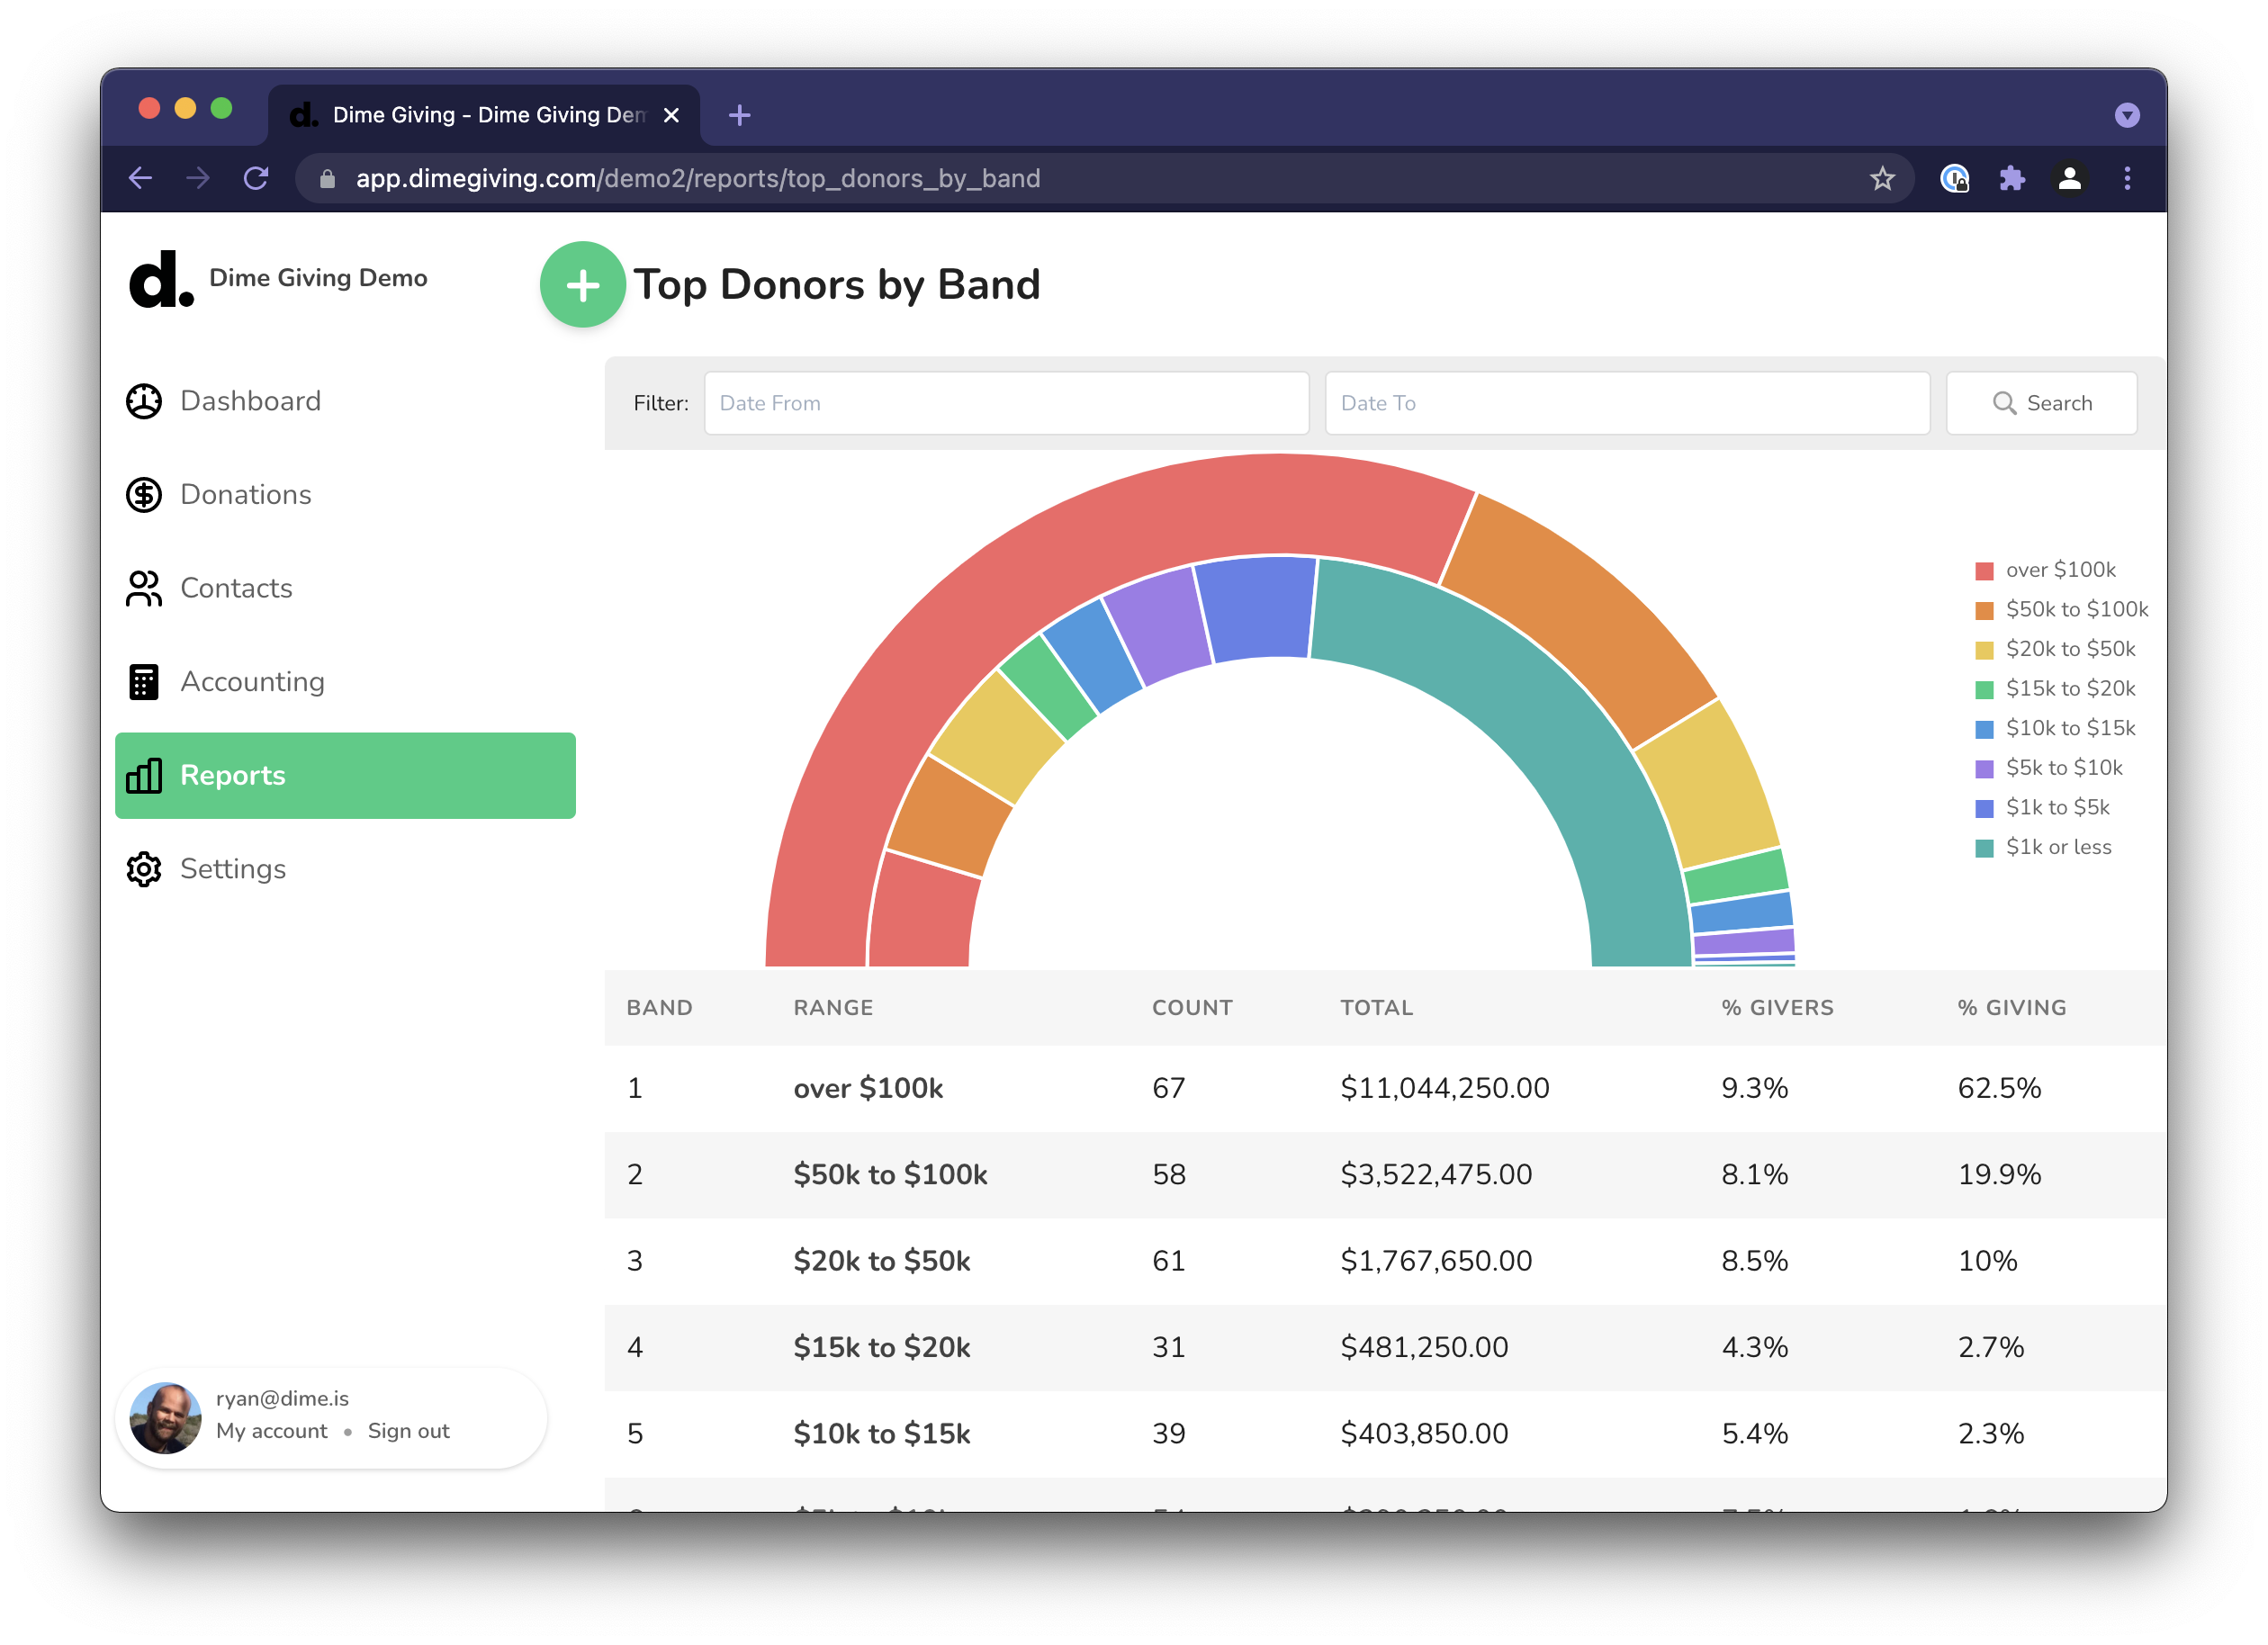 d. Dime Giving - Dime Giving Dem
app.dimegiving.com/demo2/reports/top_donors_by_band
d. Dime Giving Demo
Top Donors by Band
Dashboard
Donations
Contacts
Accounting
Reports
Settings
ryan@dime.is
My account • Sign out
Filter: Date From Date To Search
over $100k
$50k to $100k
$20k to $50k
$15k to $20k
$10k to $15k
$5k to $10k
$1k to $5k
$1k or less
BAND RANGE COUNT TOTAL % GIVERS % GIVING
1 over $100k 67 $11,044,250.00 9.3% 62.5%
2 $50k to $100k 58 $3,522,475.00 8.1% 19.9%
3 $20k to $50k 61 $1,767,650.00 8.5% 10%
4 $15k to $20k 31 $481,250.00 4.3% 2.7%
5 $10k to $15k 39 $403,850.00 5.4% 2.3%